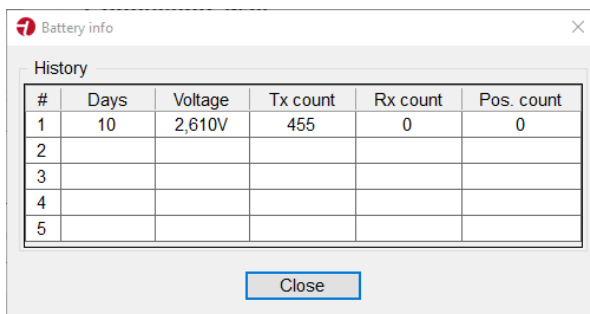 Battery info
History
# Days Voltage Tx count Rx count Pos. count
1 10 2,610V 455 0 0
2
3
4
5
Close